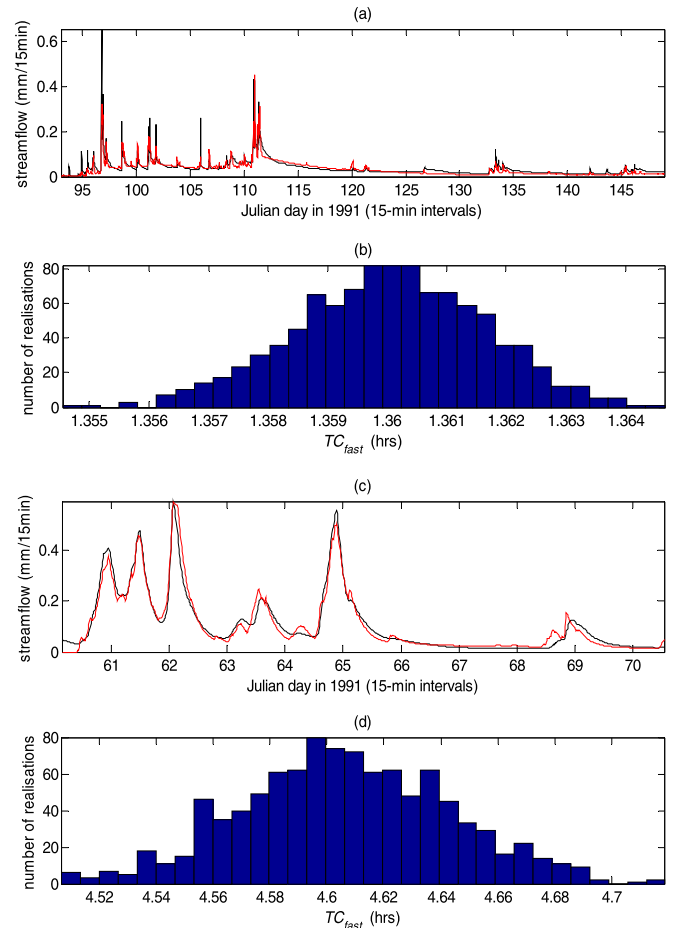 (a)
streamflow (mm/15min)
0.6
0.4
0.2
0
95 100 105 110 115 120 125 130 135 140 145
Julian day in 1991 (15-min intervals)
(b)
number of realisations
80
60
40
20
0
1.355 1.356 1.357 1.358 1.359 1.36 1.361 1.362 1.363 1.364
TC_fast (hrs)
(c)
streamflow (mm/15min)
0.4
0.2
0
61 62 63 64 65 66 67 68 69 70
Julian day in 1991 (15-min intervals)
(d)
number of realisations
80
60
40
20
0
4.52 4.54 4.56 4.58 4.6 4.62 4.64 4.66 4.68 4.7
TC_fast (hrs)